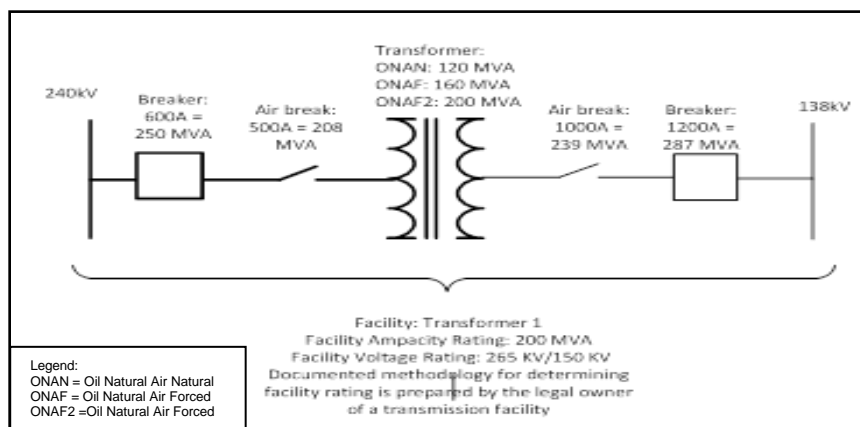 Transformer:
ONAN: 120 MVA
ONAF: 160 MVA
ONAF2: 200 MVA
240kV
Breaker:
600A =
250 MVA
Air break:
500A = 208
MVA
Air break:
1000A =
239 MVA
Breaker:
1200A =
287 MVA
138kV
Facility: Transformer 1
Facility Ampacity Rating: 200 MVA
Facility Voltage Rating: 265 KV/150 KV
Documented methodology for determining
facility rating is prepared by the legal owner
of a transmission facility
Legend:
ONAN = Oil Natural Air Natural
ONAF = Oil Natural Air Forced
ONAF2 =Oil Natural Air Forced